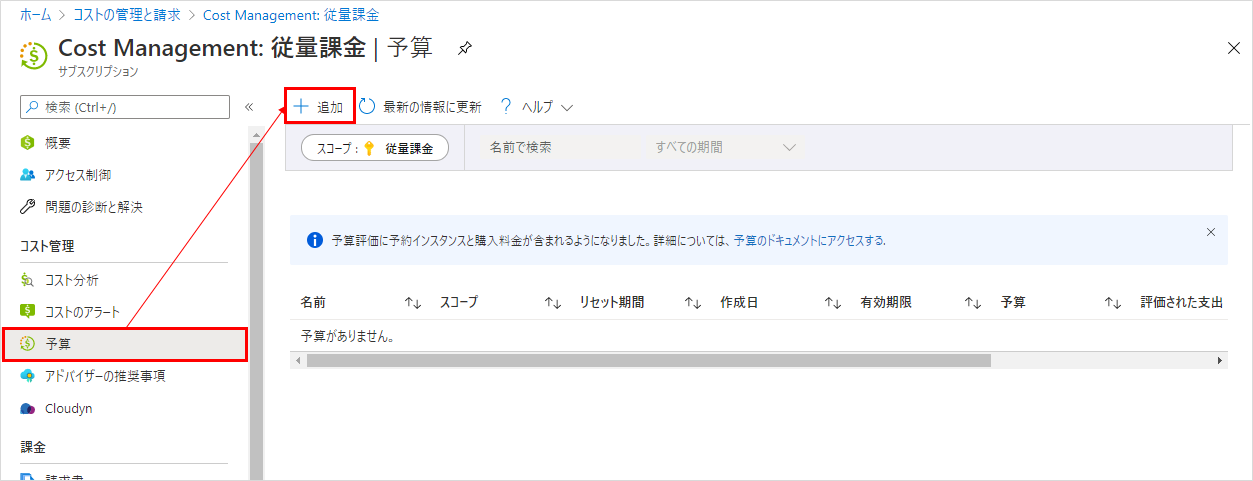 ホーム > コストの管理と請求 > Cost Management: 従量課金
Cost Management: 従量課金 | 予算
サブスクリプション
検索 (Ctrl+/)
«
概要
アクセス制御
問題の診断と解決
コスト管理
コスト分析
コストのアラート
予算
アドバイザーの推奨事項
Cloudyn
課金
請求書
+ 追加 最新の情報に更新 ? ヘルプ
スコープ : 従量課金 名前で検索 すべての期間
予算評価に予約インスタンスと購入料金が含まれるようになりました。詳細については、予算のドキュメントにアクセスする.
名前 ↑↓ スコープ ↑↓ リセット期間 ↑↓ 作成日 ↑↓ 有効期限 ↑↓ 予算 ↑↓ 評価された支出
予算がありません。